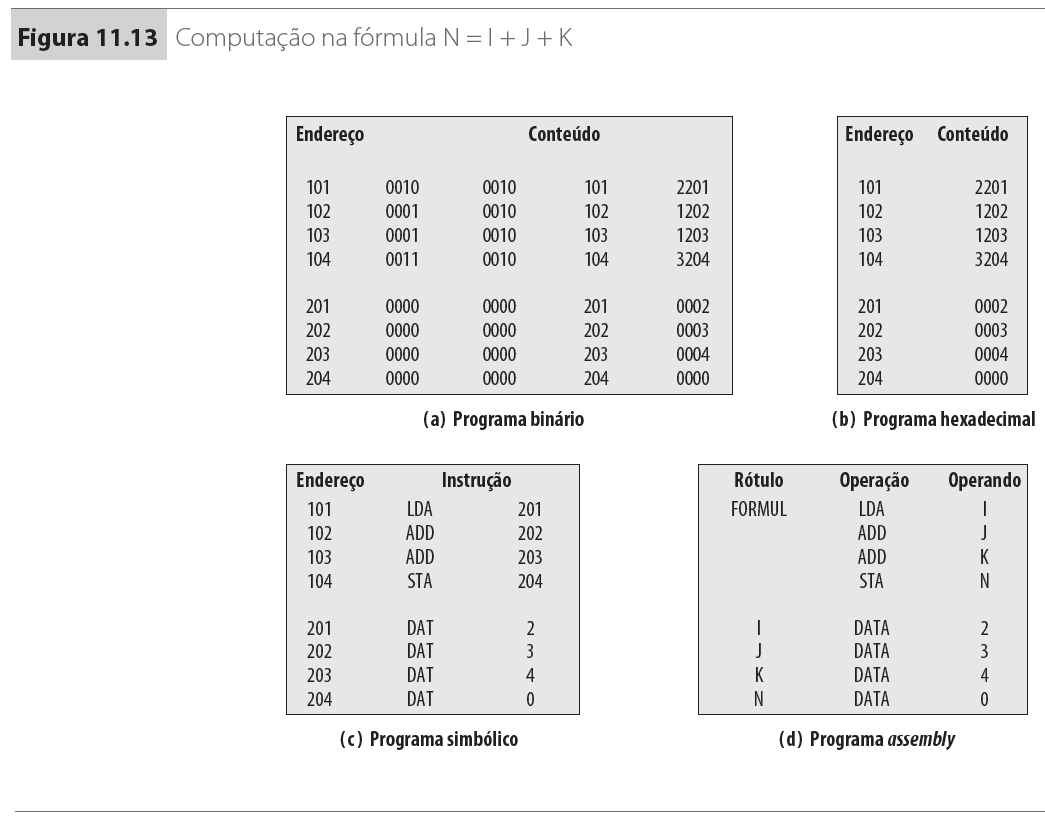 Figura 11.13 Computação na fórmula N = I + J + K
Endereço Conteúdo
101 0010 0010 101 2201
102 0001 0010 102 1202
103 0001 0010 103 1203
104 0011 0010 104 3204
201 0000 0000 201 0002
202 0000 0000 202 0003
203 0000 0000 203 0004
204 0000 0000 204 0000
(a) Programa binário
Endereço Conteúdo
101 2201
102 1202
103 1203
104 3204
201 0002
202 0003
203 0004
204 0000
(b) Programa hexadecimal
Endereço Instrução
101 LDA 201
102 ADD 202
103 ADD 203
104 STA 204
201 DAT 2
202 DAT 3
203 DAT 4
204 DAT 0
(c) Programa simbólico
Rótulo Operação Operando
FORMUL LDA I
ADD J
ADD K
STA N
I DATA 2
J DATA 3
K DATA 4
N DATA 0
(d) Programa assembly